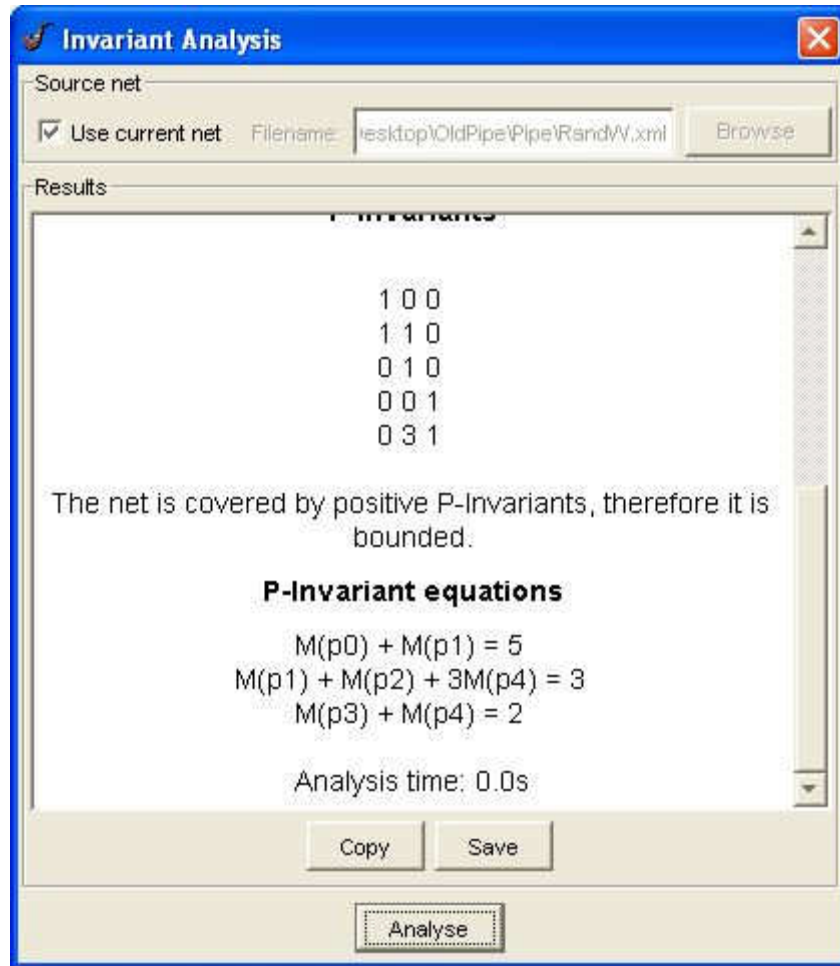 Invariant Analysis
Source net
Use current net Filename: esktop\OldPipe\Pipe\RandW.xml Browse
Results
P-Invariants
1 0 0
1 1 0
0 1 0
0 0 1
0 3 1
The net is covered by positive P-Invariants, therefore it is
bounded.
P-Invariant equations
M(p0) + M(p1) = 5
M(p1) + M(p2) + 3M(p4) = 3
M(p3) + M(p4) = 2
Analysis time: 0.0s
Copy Save
Analyse